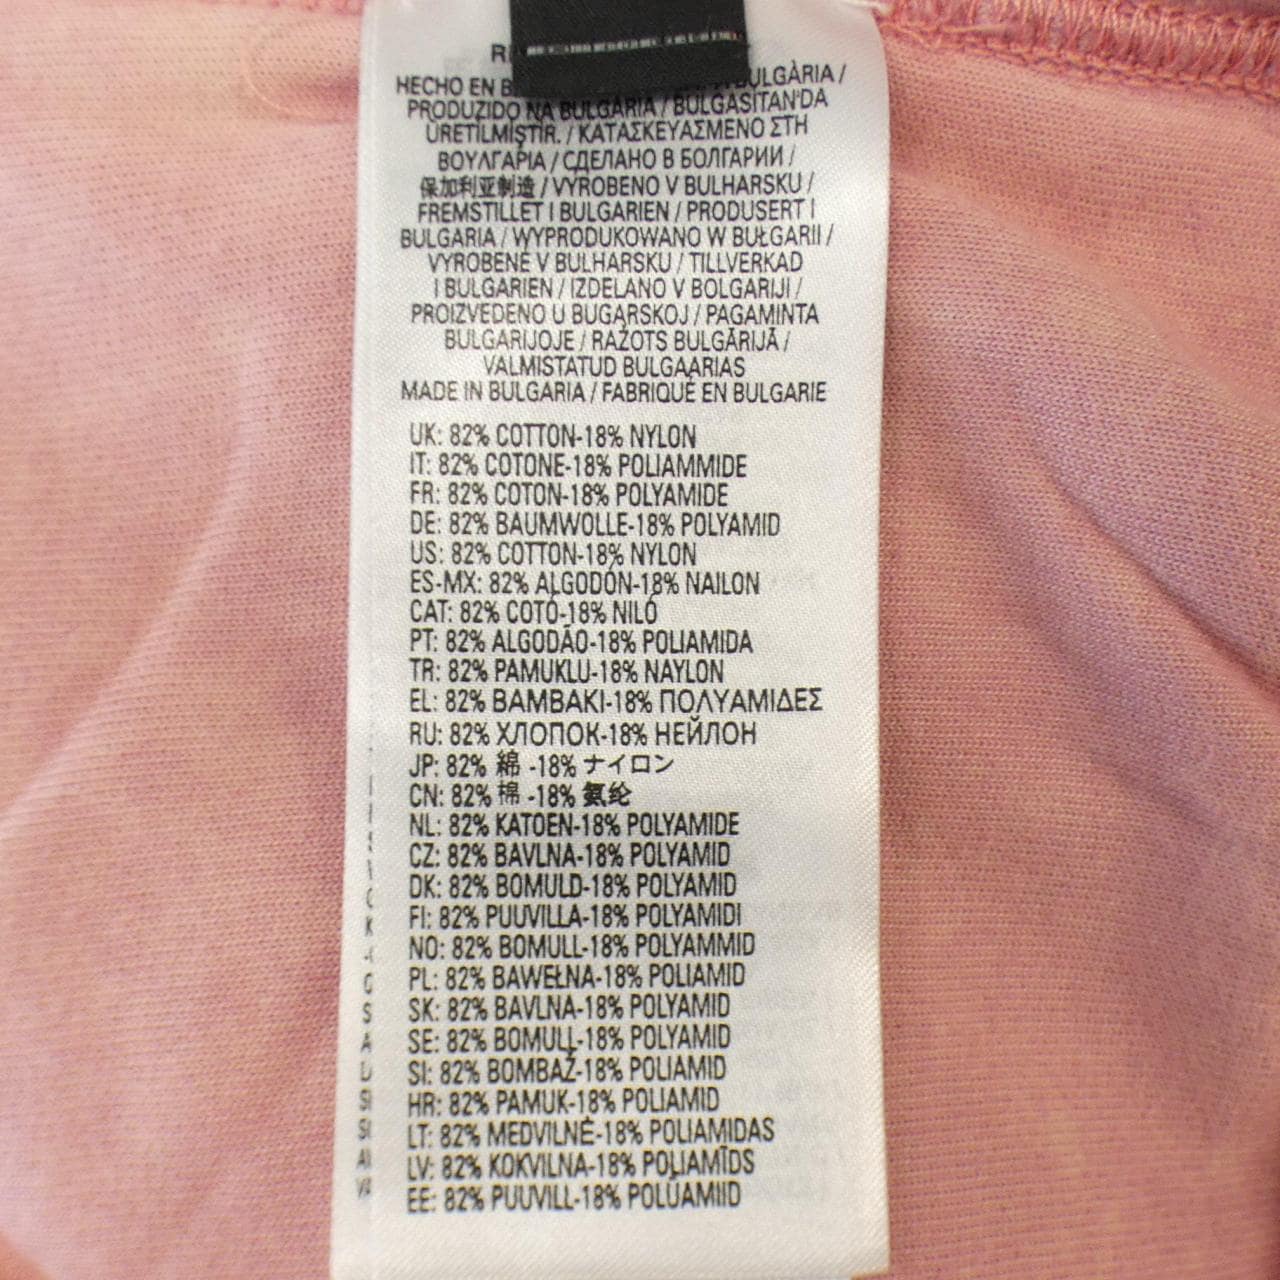 HECHO EN BULGÀRIA /
PRODUZIDO NA BULGÁRIA / BULGASİTAN'DA
ÜRETİLMİŞTİR. / ΚΑΤΑΣΚΕΥΑΣΜΕΝΟ ΣΤΗ
ΒΟΥΛΓΑΡΙΑ / СДЕЛАНО В БОЛГАРИИ /
保加利亚制造 / VYROBENO V BULHARSKU /
FREMSTILLET I BULGARIEN / PRODUSERT I
BULGARIA / WYPRODUKOWANO W BUŁGARII /
VYROBENÉ V BULHARSKU / TILLVERKAD
I BULGARIEN / IZDELANO V BOLGARIJI /
PROIZVEDENO U BUGARSKOJ / PAGAMINTA
BULGARIJOJE / RAŽOTS BULGĀRIJĀ /
VALMISTATUD BULGAARIAS
MADE IN BULGARIA / FABRIQUÉ EN BULGARIE
UK: 82% COTTON-18% NYLON
IT: 82% COTONE-18% POLIAMMIDE
FR: 82% COTON-18% POLYAMIDE
DE: 82% BAUMWOLLE-18% POLYAMID
US: 82% COTTON-18% NYLON
ES-MX: 82% ALGODÓN-18% NAILON
CAT: 82% COTÓ-18% NILÓ
PT: 82% ALGODÃO-18% POLIAMIDA
TR: 82% PAMUKLU-18% NAYLON
EL: 82% ΒΑΜΒΑΚΙ-18% ΠΟΛΥΑΜΙΔΕΣ
RU: 82% ХЛОПОК-18% НЕЙЛОН
JP: 82% 綿 -18% ナイロン
CN: 82% 棉 -18% 氨纶
NL: 82% KATOEN-18% POLYAMIDE
CZ: 82% BAVLNA-18% POLYAMID
DK: 82% BOMULD-18% POLYAMID
FI: 82% PUUVILLA-18% POLYAMIDI
NO: 82% BOMULL-18% POLYAMMID
PL: 82% BAWEŁNA-18% POLIAMID
SK: 82% BAVLNA-18% POLYAMID
SE: 82% BOMULL-18% POLYAMID
SI: 82% BOMBAŽ-18% POLIAMID
HR: 82% PAMUK-18% POLIAMID
LT: 82% MEDVILNĖ-18% POLIAMIDAS
LV: 82% KOKVILNA-18% POLIAMĪDS
EE: 82% PUUVILL-18% POLÜAMIID